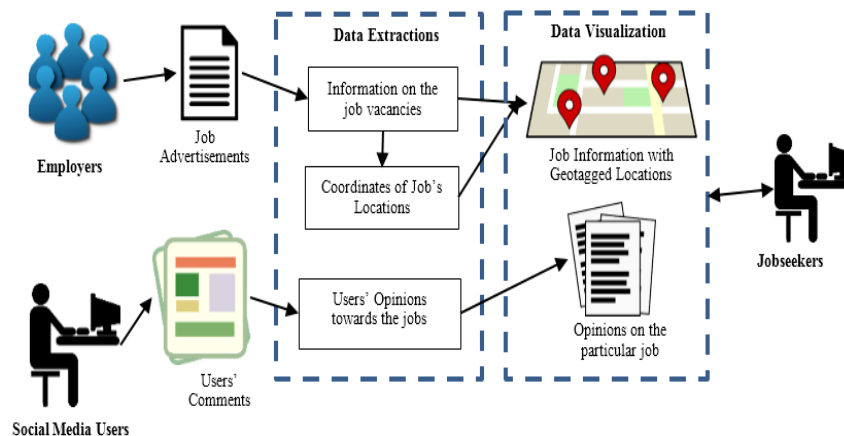 Data Extractions
Data Visualization
Information on the
job vacancies
Employers
Job
Advertisements
Coordinates of Job's
Locations
Job Information with
Geotagged Locations
Jobseekers
Users' Opinions
towards the jobs
Opinions on the
particular job
Users'
Comments
Social Media Users